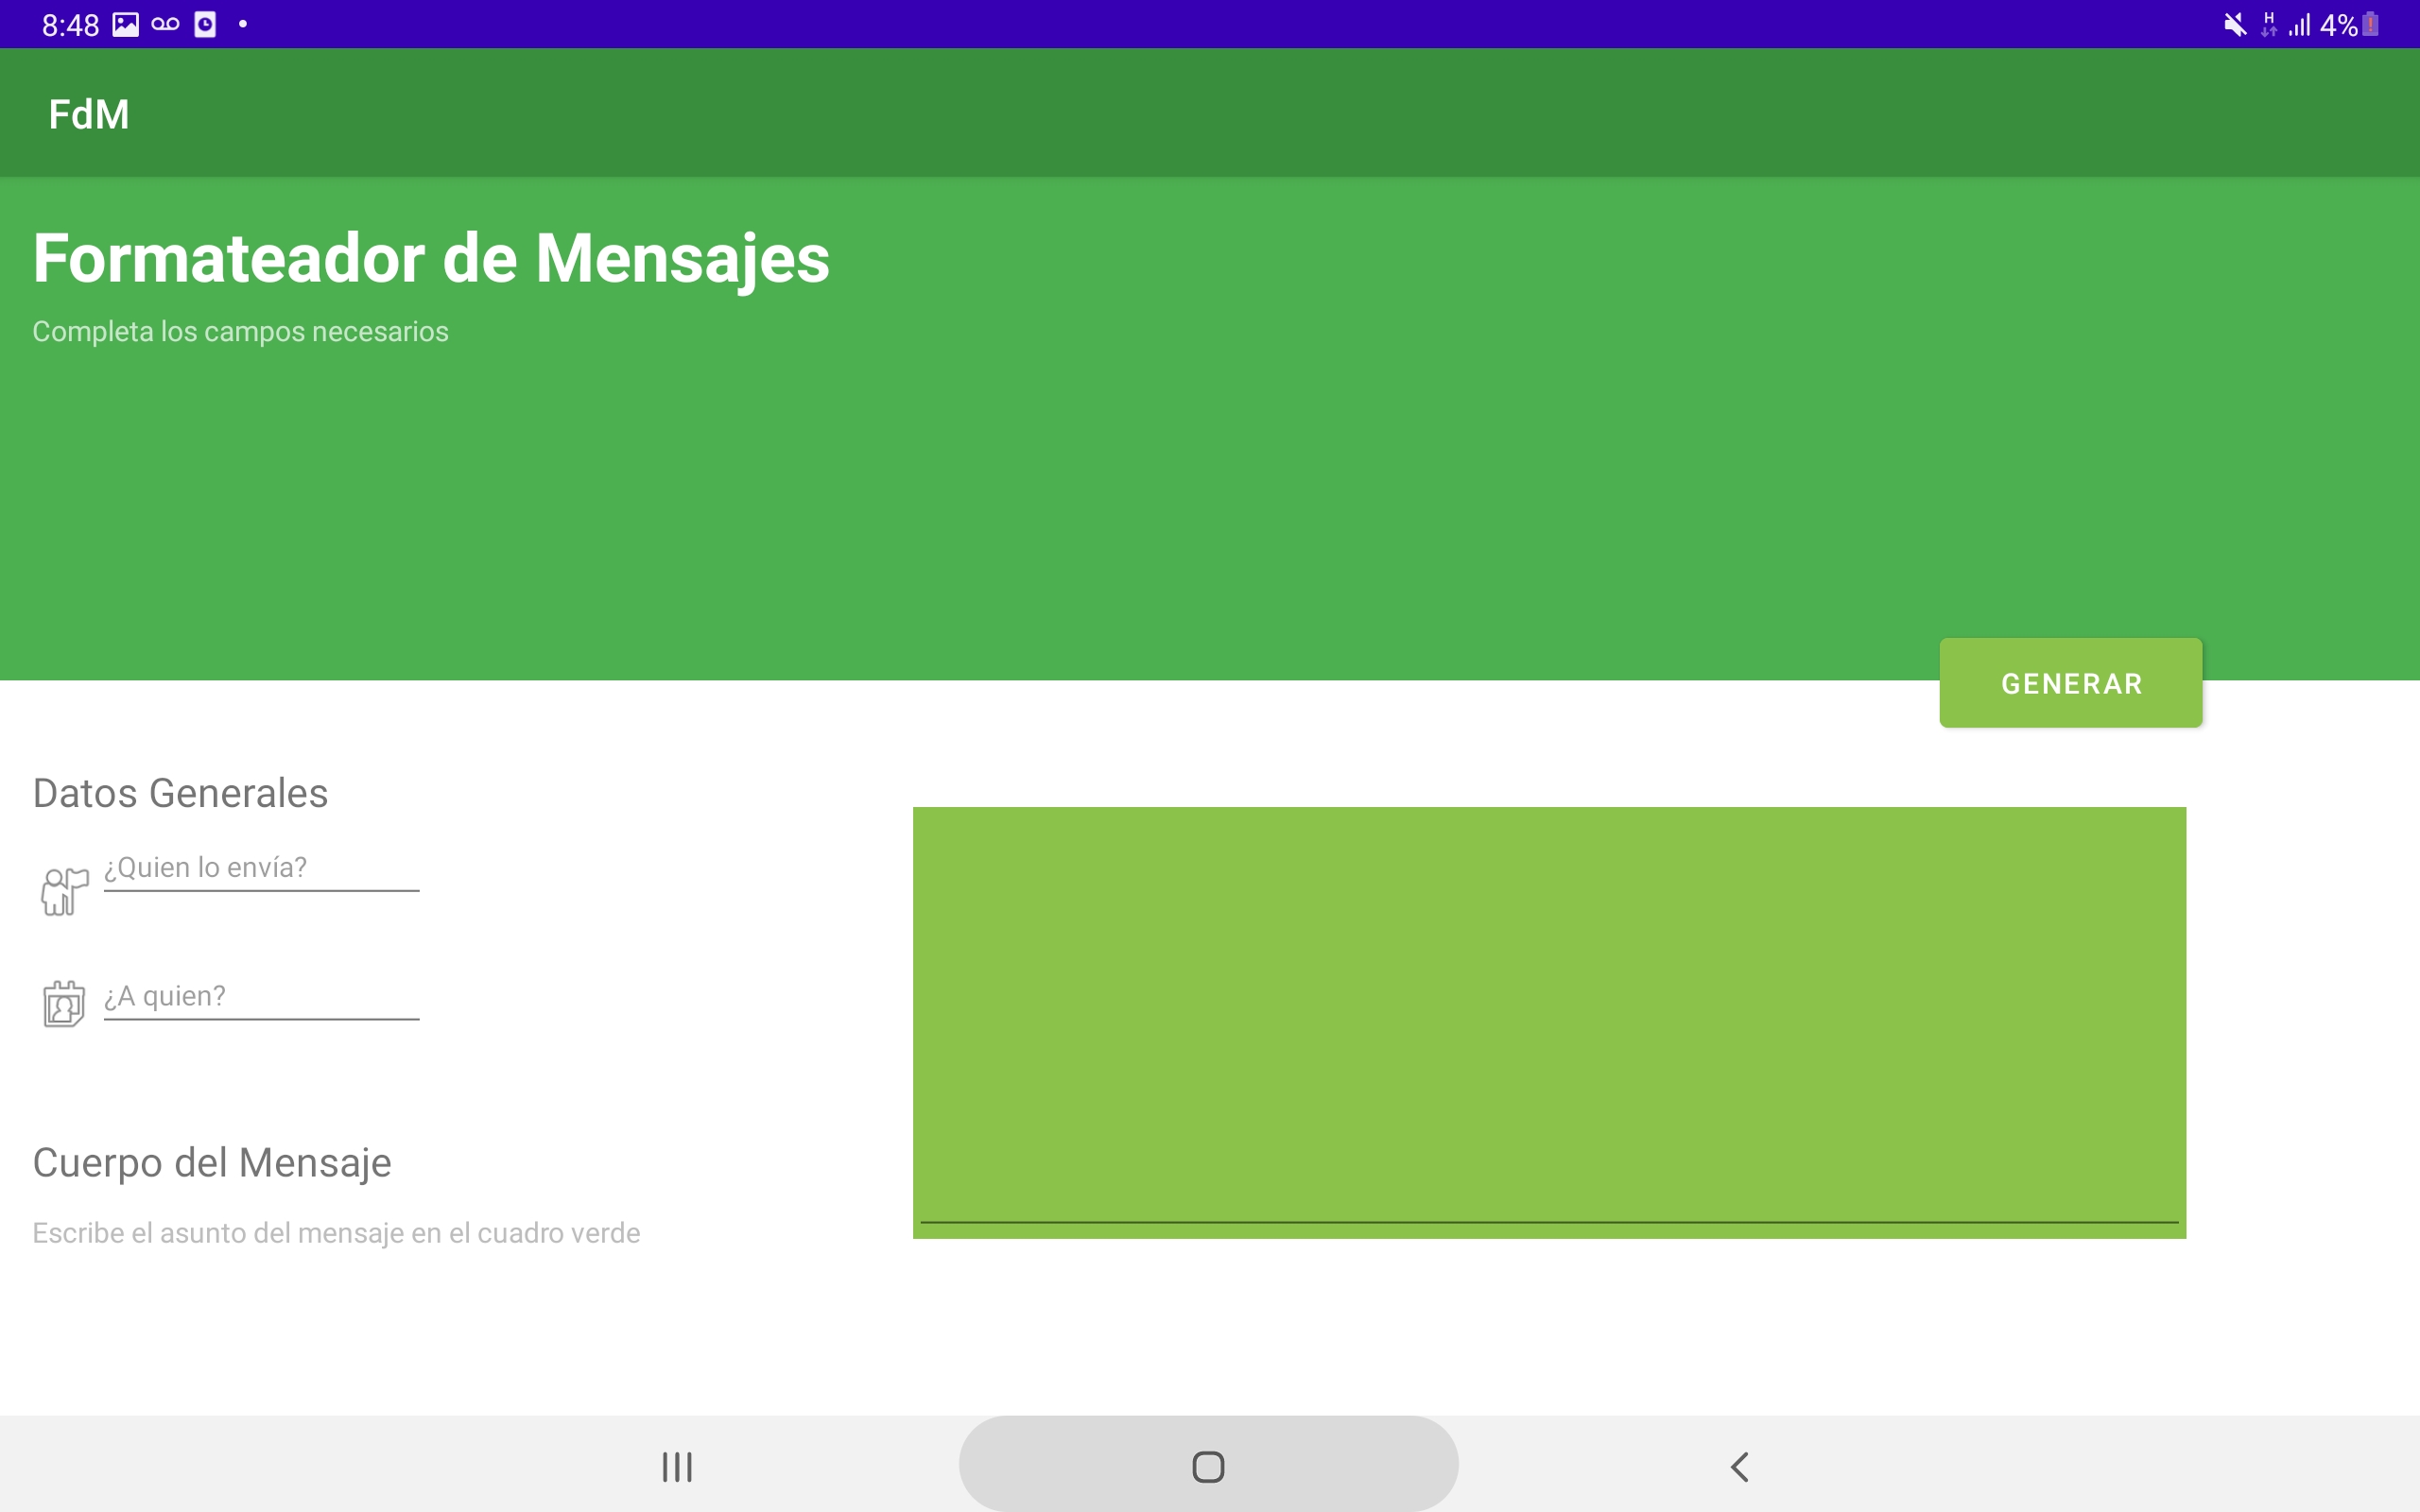 8:48
H
4%
FdM
Formateador de Mensajes
Completa los campos necesarios
GENERAR
Datos Generales
¿Quien lo envía?
¿A quien?
Cuerpo del Mensaje
Escribe el asunto del mensaje en el cuadro verde